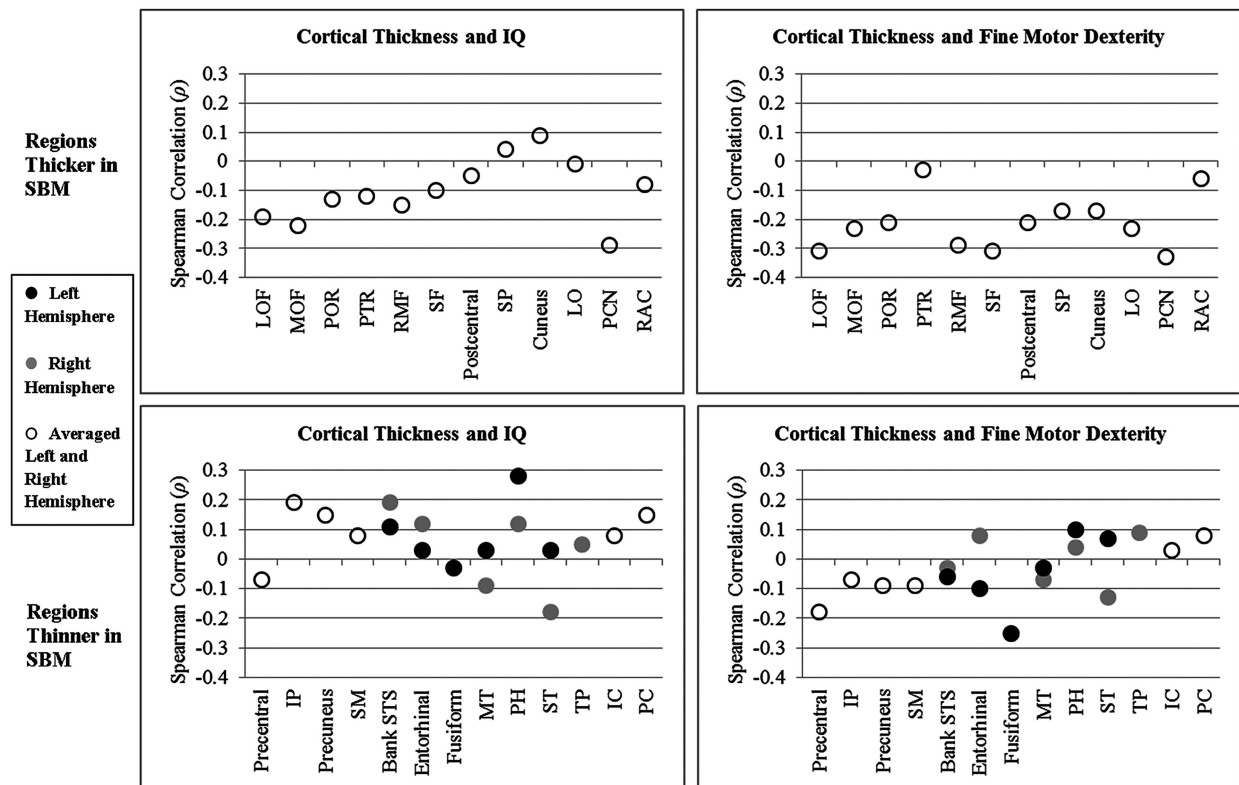 Cortical Thickness and IQ
Spearman Correlation (ρ)
0.3
0.2
0.1
0
-0.1
-0.2
-0.3
-0.4
LOF
MOF
POR
PTR
RMF
SF
Postcentral
SP
Cuneus
LO
PCN
RAC
Cortical Thickness and Fine Motor Dexterity
Spearman Correlation (ρ)
0.3
0.2
0.1
0
-0.1
-0.2
-0.3
-0.4
LOF
MOF
POR
PTR
RMF
SF
Postcentral
SP
Cuneus
LO
PCN
RAC
Regions
Thicker in
SBM
Left
Hemisphere
Right
Hemisphere
Averaged
Left and
Right
Hemisphere
Regions
Thinner in
SBM
Cortical Thickness and IQ
Spearman Correlation (ρ)
0.3
0.2
0.1
0
-0.1
-0.2
-0.3
-0.4
Precentral
IP
Precuneus
SM
Bank STS
Entorhinal
Fusiform
MT
PH
ST
TP
IC
PC
Cortical Thickness and Fine Motor Dexterity
Spearman Correlation (ρ)
0.3
0.2
0.1
0
-0.1
-0.2
-0.3
-0.4
Precentral
IP
Precuneus
SM
Bank STS
Entorhinal
Fusiform
MT
PH
ST
TP
IC
PC